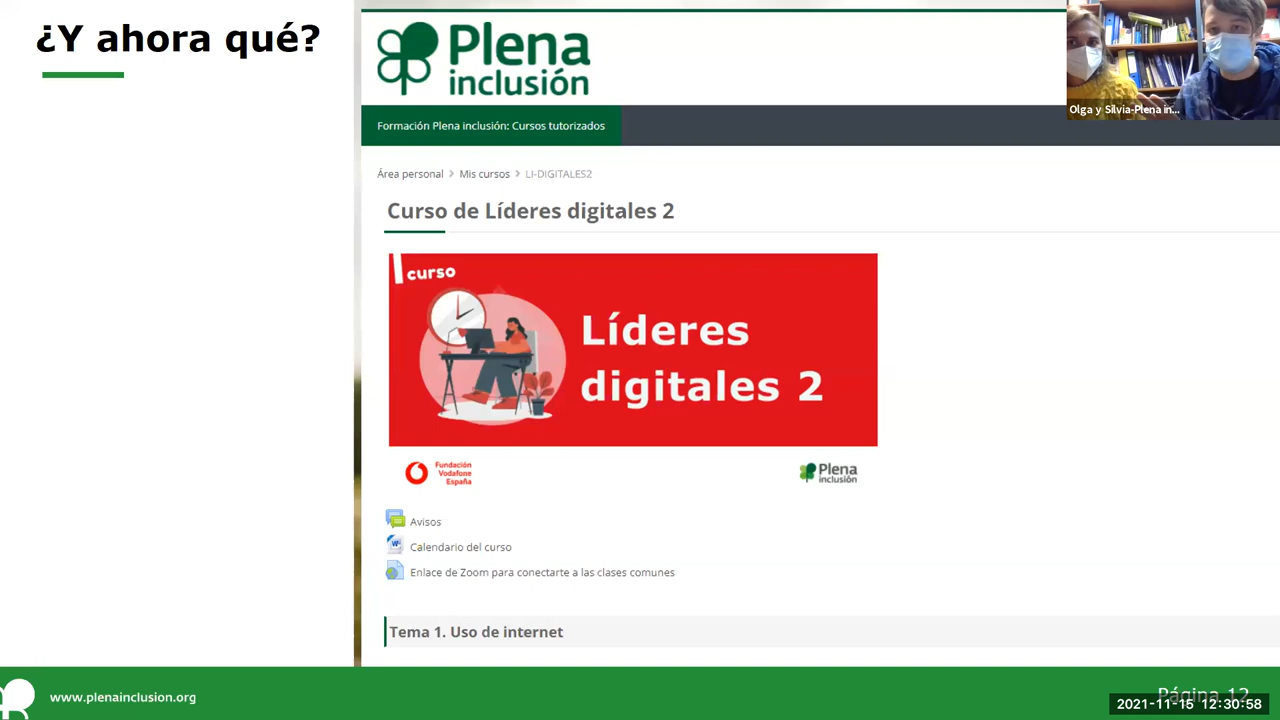 ¿Y ahora qué?
Plena
inclusión
Olga y Silvia-Plena in...
Formación Plena inclusión: Cursos tutorizados
Área personal > Mis cursos > LI-DIGITALES2
Curso de Líderes digitales 2
curso
Líderes
digitales 2
Fundación
Vodafone
España
Plena
inclusión
Avisos
Calendario del curso
Enlace de Zoom para conectarte a las clases comunes
Tema 1. Uso de internet
www.plenainclusion.org
Página 12
2021-11-15 12:30:58